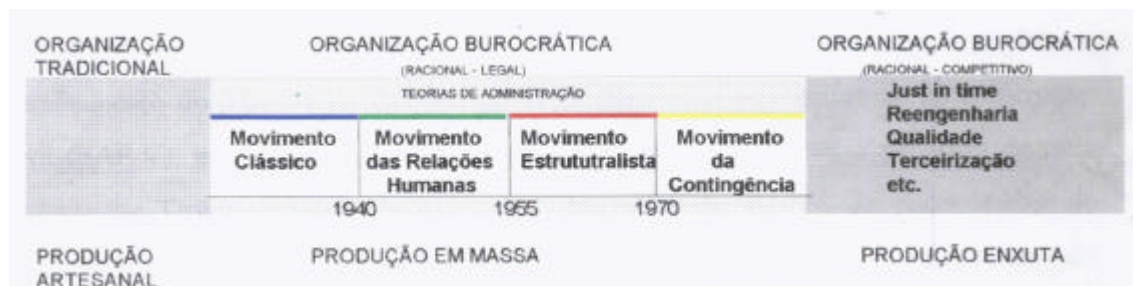 ORGANIZAÇÃO
TRADICIONAL
ORGANIZAÇÃO BUROCRÁTICA
(RACIONAL - LEGAL)
TEORIAS DE ADMINISTRAÇÃO
ORGANIZAÇÃO BUROCRÁTICA
(RACIONAL - COMPETITIVO)
Movimento
Clássico
Movimento
das Relações
Humanas
Movimento
Estrututralista
Movimento
da
Contingência
Just in time
Reengenharia
Qualidade
Terceirização
etc.
1940
1955
1970
PRODUÇÃO
ARTESANAL
PRODUÇÃO EM MASSA
PRODUÇÃO ENXUTA